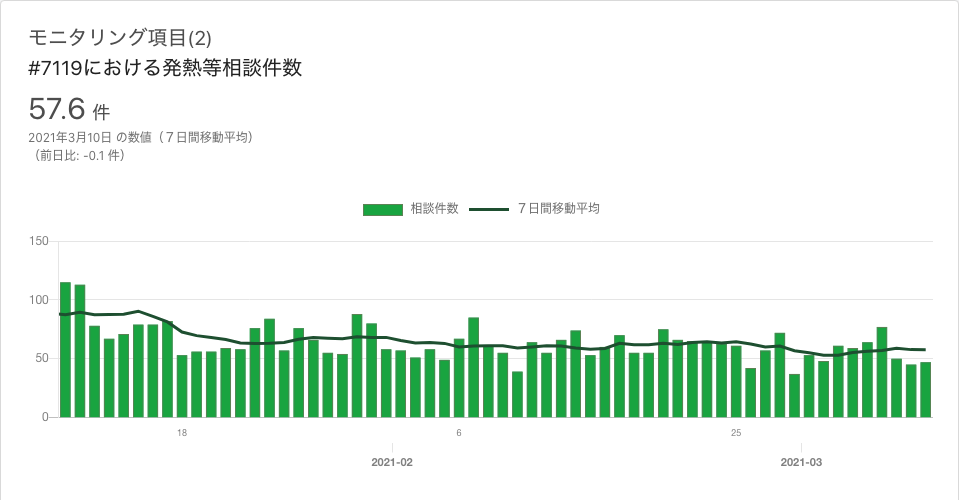 モニタリング項目(2)
#7119における発熱等相談件数
57.6 件
2021年3月10日 の数値（７日間移動平均）
（前日比: -0.1 件）
相談件数 ７日間移動平均
150
100
50
0
18 6 25
2021-02 2021-03